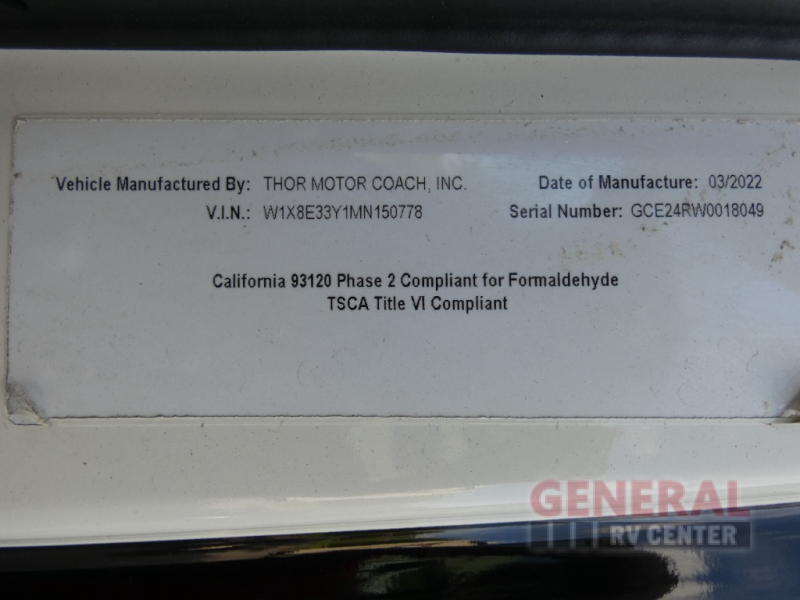 Vehicle Manufactured By: THOR MOTOR COACH, INC. Date of Manufacture: 03/2022
V.I.N.: W1X8E33Y1MN150778 Serial Number: GCE24RW0018049
California 93120 Phase 2 Compliant for Formaldehyde
TSCA Title VI Compliant
GENERAL
RV CENTER